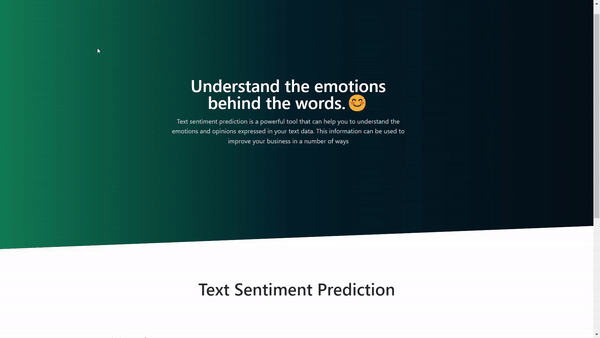 Understand the emotions
behind the words.😊
Text sentiment prediction is a powerful tool that can help you to understand the
emotions and opinions expressed in your text data. This information can be used to
improve your business in a number of ways
Text Sentiment Prediction